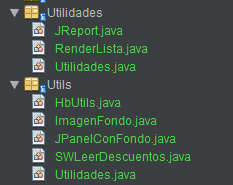 Utilidades
JReport.java
RenderLista.java
Utilidades.java
Utils
HbUtils.java
ImagenFondo.java
JPanelConFondo.java
SWLeerDescuentos.java
Utilidades.java